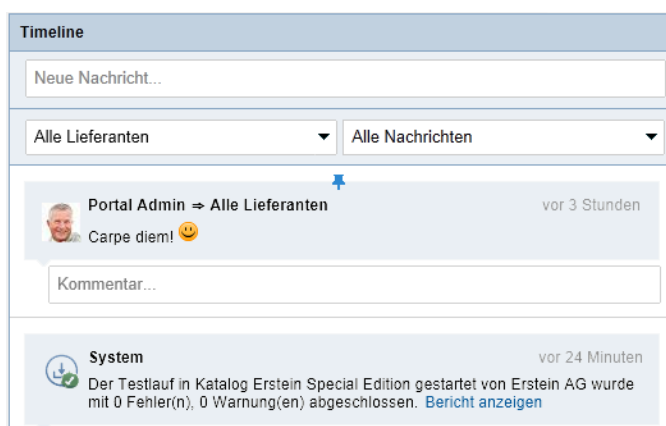 Timeline
Neue Nachricht...
Alle Lieferanten
Alle Nachrichten
Portal Admin ⇒ Alle Lieferanten
vor 3 Stunden
Carpe diem!
Kommentar...
System
vor 24 Minuten
Der Testlauf in Katalog Erstein Special Edition gestartet von Erstein AG wurde
mit 0 Fehler(n), 0 Warnung(en) abgeschlossen. Bericht anzeigen